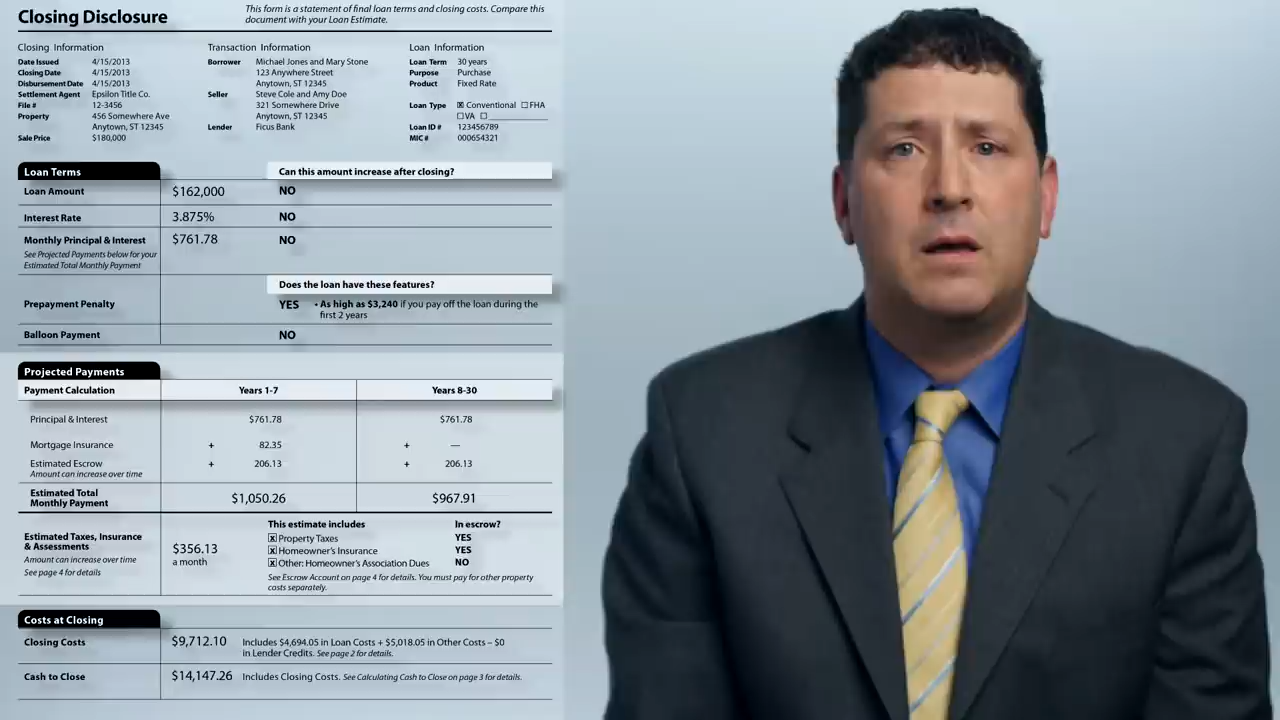 Closing Disclosure
This form is a statement of final loan terms and closing costs. Compare this
document with your Loan Estimate.
Closing Information
Date Issued 4/15/2013
Closing Date 4/15/2013
Disbursement Date 4/15/2013
Settlement Agent Epsilon Title Co.
File # 12-3456
Property 456 Somewhere Ave
Anytown, ST 12345
Sale Price $180,000
Transaction Information
Borrower Michael Jones and Mary Stone
123 Anywhere Street
Anytown, ST 12345
Seller Steve Cole and Amy Doe
321 Somewhere Drive
Anytown, ST 12345
Lender Ficus Bank
Loan Information
Loan Term 30 years
Purpose Purchase
Product Fixed Rate
Loan Type ☒ Conventional ☐ FHA
☐ VA ☐ ____________
Loan ID # 123456789
MIC # 000654321
Loan Terms Can this amount increase after closing?
Loan Amount $162,000 NO
Interest Rate 3.875% NO
Monthly Principal & Interest $761.78 NO
See Projected Payments below for your
Estimated Total Monthly Payment
Does the loan have these features?
Prepayment Penalty YES • As high as $3,240 if you pay off the loan during the
first 2 years
Balloon Payment NO
Projected Payments
Payment Calculation Years 1-7 Years 8-30
Principal & Interest $761.78 $761.78
Mortgage Insurance + 82.35 + —
Estimated Escrow + 206.13 + 206.13
Amount can increase over time
Estimated Total
Monthly Payment $1,050.26 $967.91
Estimated Taxes, Insurance
& Assessments
Amount can increase over time
See page 4 for details
$356.13
a month
This estimate includes In escrow?
☒ Property Taxes YES
☒ Homeowner's Insurance YES
☒ Other: Homeowner's Association Dues NO
See Escrow Account on page 4 for details. You must pay for other property
costs separately.
Costs at Closing
Closing Costs $9,712.10 Includes $4,694.05 in Loan Costs + $5,018.05 in Other Costs – $0
in Lender Credits. See page 2 for details.
Cash to Close $14,147.26 Includes Closing Costs. See Calculating Cash to Close on page 3 for details.